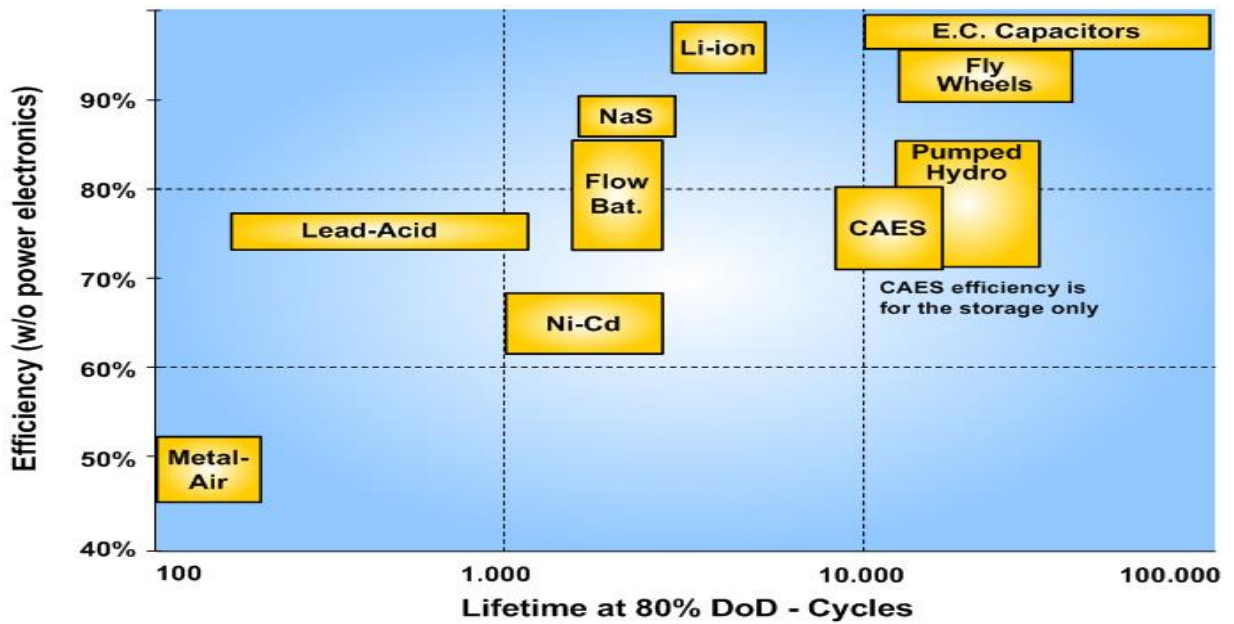 Efficiency (w/o power electronics)
90%
80%
70%
60%
50%
40%
E.C. Capacitors
Li-ion
Fly
Wheels
NaS
Pumped
Hydro
Flow
Bat.
Lead-Acid
CAES
CAES efficiency is
for the storage only
Ni-Cd
Metal-
Air
100
1.000
10.000
100.000
Lifetime at 80% DoD - Cycles